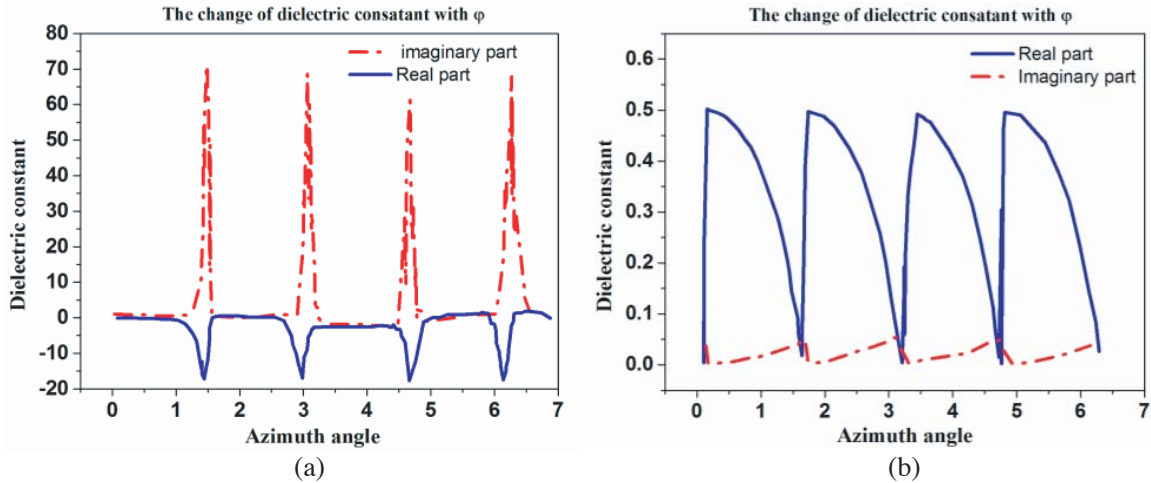 The change of dielectric consatant with φ
80
70
60
50
40
30
20
10
0
-10
-20
Dielectric constant
imaginary part
Real part
0 1 2 3 4 5 6 7
Azimuth angle
(a)
The change of dielectric consatant with φ
0.6
0.5
0.4
0.3
0.2
0.1
0.0
Dielectric constant
Real part
Imaginary part
0 1 2 3 4 5 6 7
Azimuth angle
(b)